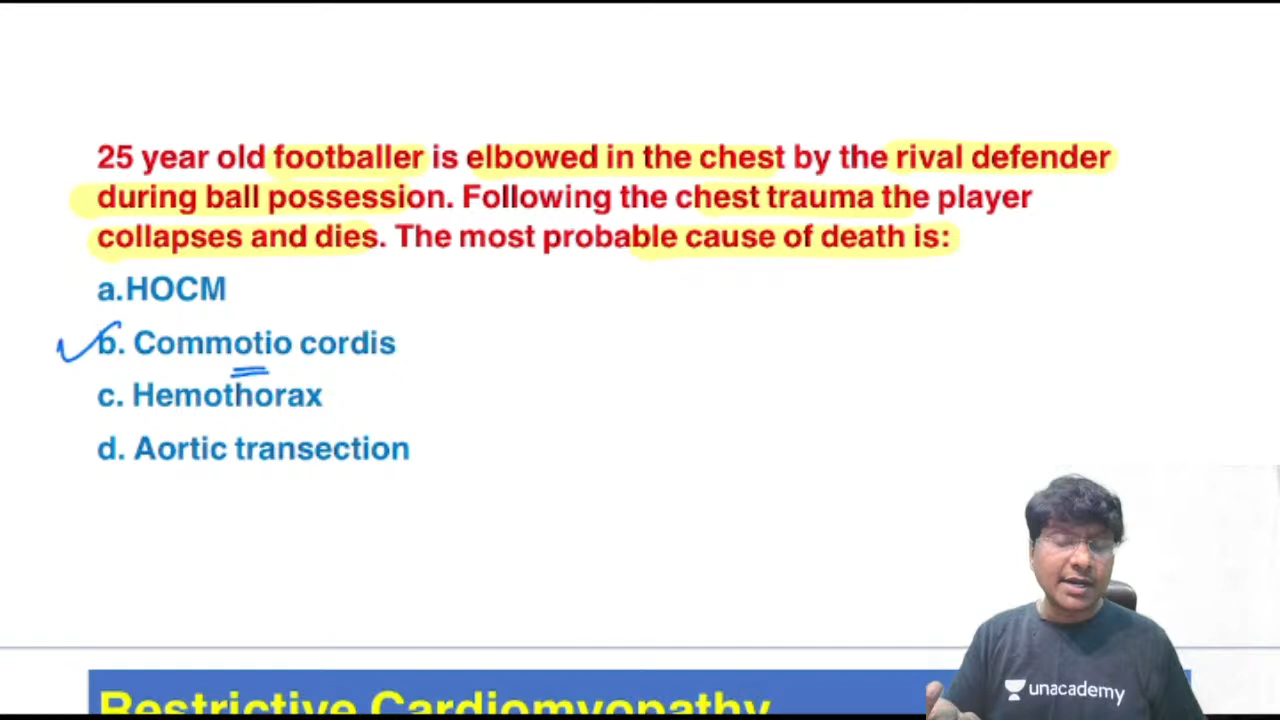 25 year old footballer is elbowed in the chest by the rival defender
during ball possession. Following the chest trauma the player
collapses and dies. The most probable cause of death is:
a.HOCM
b. Commotio cordis
c. Hemothorax
d. Aortic transection
unacademy
Restrictive Cardiomyopathy